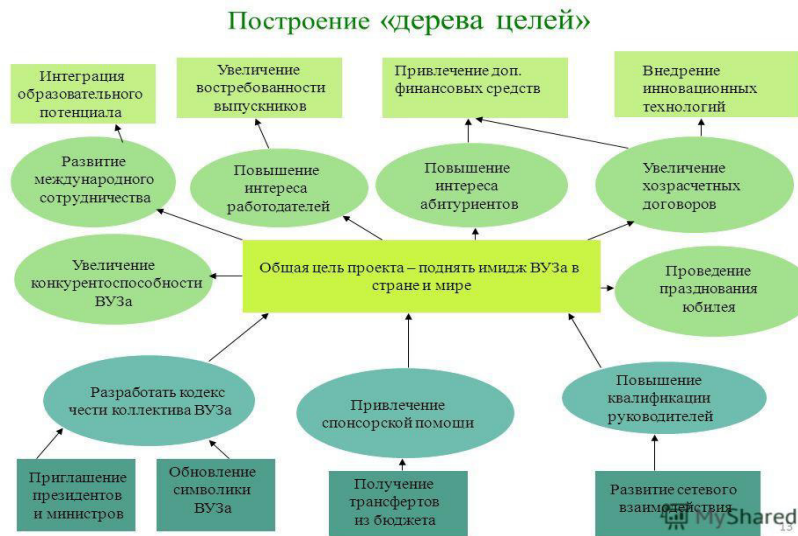 Построение «дерева целей»
Интеграция
образовательного
потенциала
Увеличение
востребованности
выпускников
Привлечение доп.
финансовых средств
Внедрение
инновационных
технологий
Развитие
международного
сотрудничества
Повышение
интереса
работодателей
Повышение
интереса
абитуриентов
Увеличение
хозрасчетных
договоров
Увеличение
конкурентоспособности
ВУЗа
Общая цель проекта – поднять имидж ВУЗа в
стране и мире
Проведение
празднования
юбилея
Разработать кодекс
чести коллектива ВУЗа
Привлечение
спонсорской помощи
Повышение
квалификации
руководителей
Приглашение
президентов
и министров
Обновление
символики
ВУЗа
Получение
трансфертов
из бюджета
Развитие сетевого
взаимодействия
MyShared
13